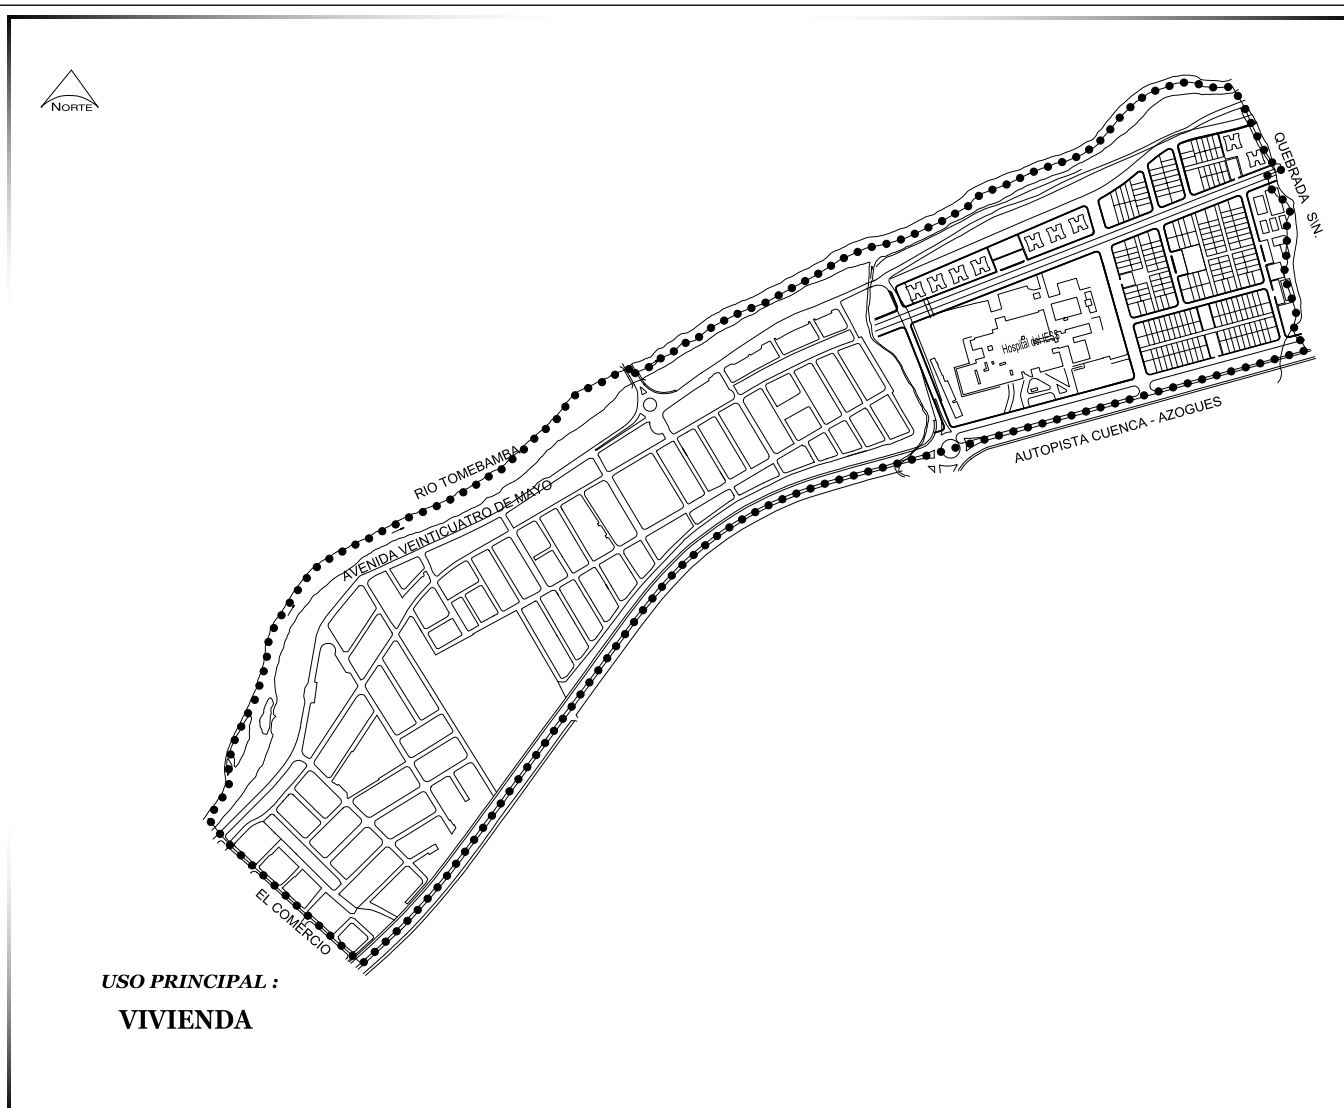 NORTE
QUEBRADA SIN.
Hospital del IESS
AUTOPISTA CUENCA - AZOGUES
RIO TOMEBAMBA
AVENIDA VEINTICUATRO DE MAYO
EL COMERCIO
USO PRINCIPAL :
VIVIENDA